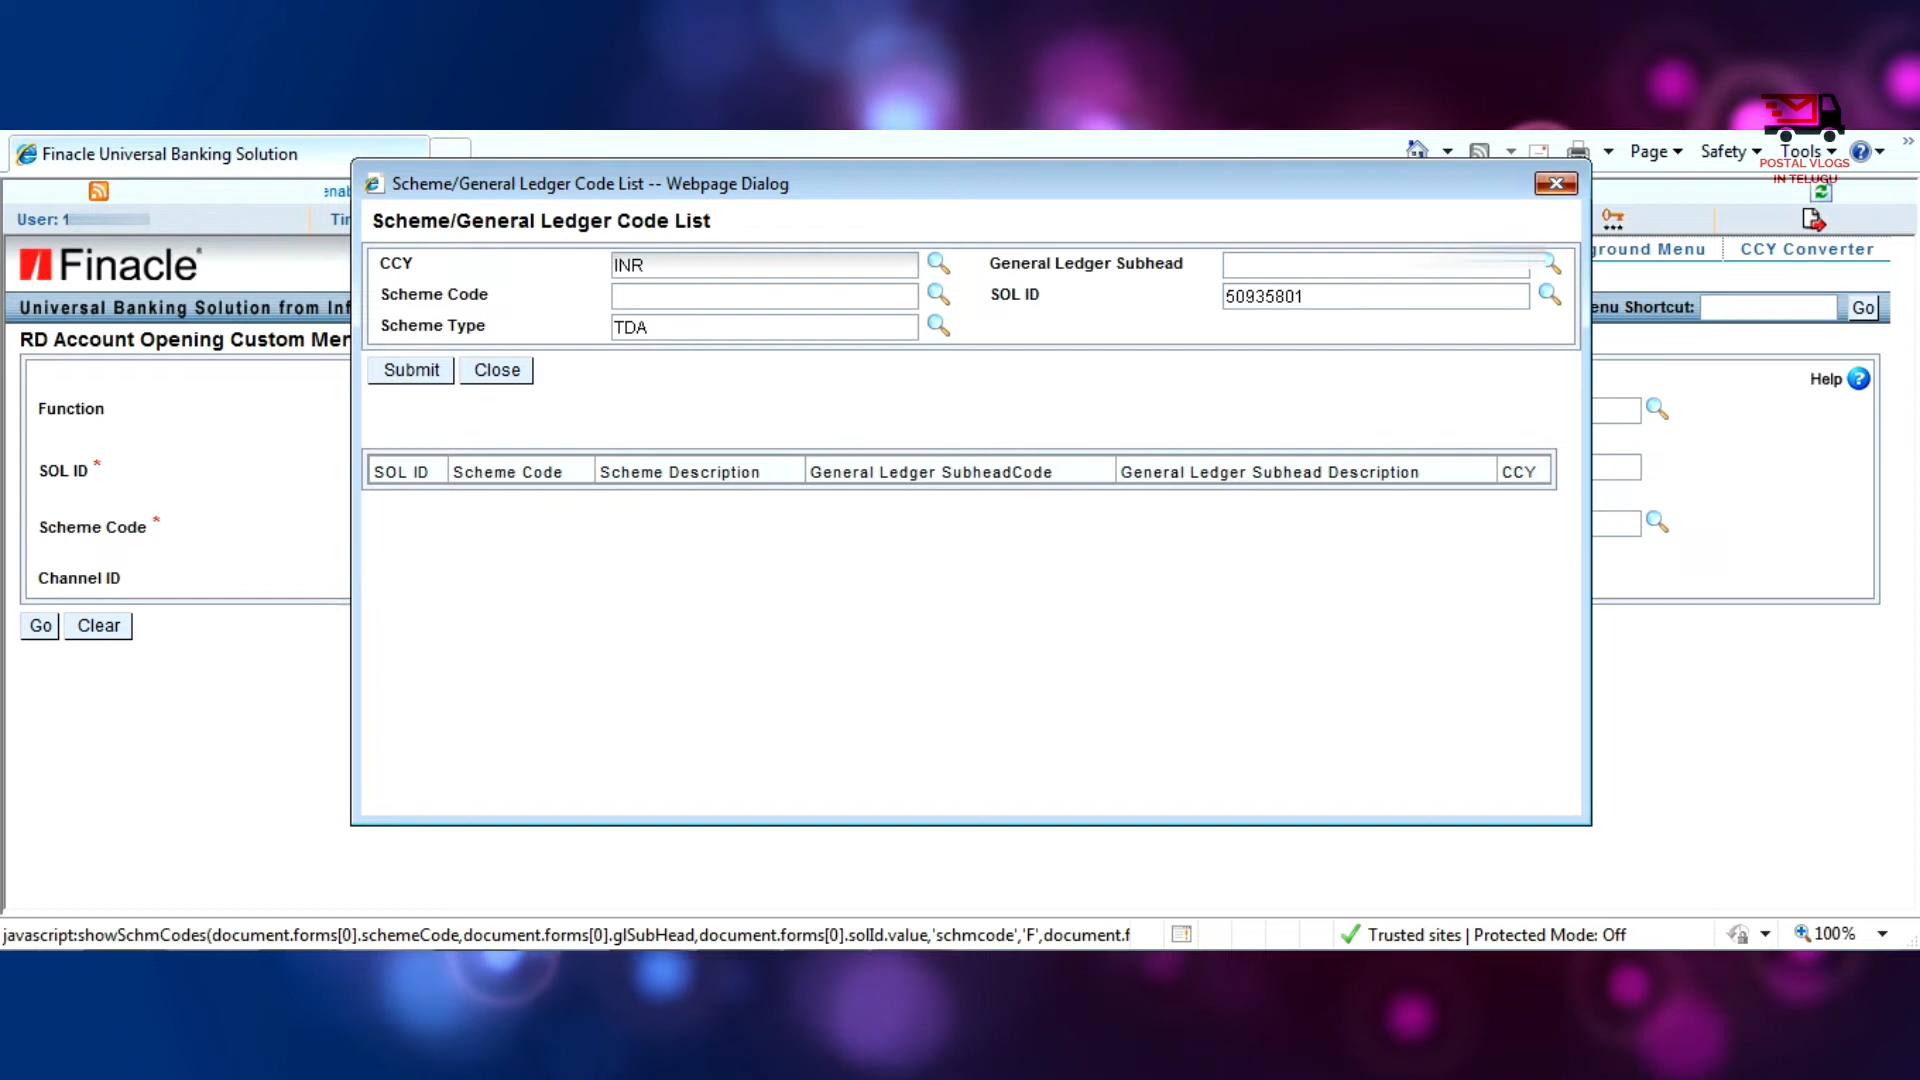 POSTAL VLOGS
IN TELUGU
Finacle Universal Banking Solution
Page
Safety
Tools
User: 1
Scheme/General Ledger Code List -- Webpage Dialog
Scheme/General Ledger Code List
CCY INR General Ledger Subhead
Scheme Code SOL ID 50935801
Scheme Type TDA
Submit Close
SOL ID Scheme Code Scheme Description General Ledger SubheadCode General Ledger Subhead Description CCY
Finacle
Universal Banking Solution from Inf
RD Account Opening Custom Mer
ground Menu CCY Converter
enu Shortcut: Go
Help
Function
SOL ID *
Scheme Code *
Channel ID
Go Clear
javascript:showSchmCodes(document.forms[0].schemeCode,document.forms[0].glSubHead,document.forms[0].solId.value,'schmcode','F',document.f
Trusted sites | Protected Mode: Off
100%